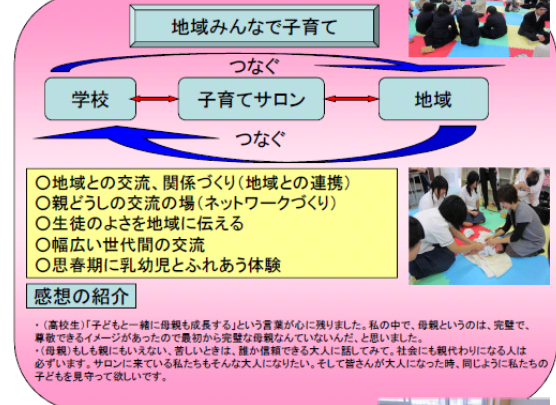 地域みんなで子育て
つなぐ
学校
子育てサロン
地域
つなぐ
〇地域との交流、関係づくり(地域との連携)
〇親どうしの交流の場(ネットワークづくり)
〇生徒のよさを地域に伝える
〇幅広い世代間の交流
〇思春期に乳幼児とふれあう体験
感想の紹介
・(高校生)「子どもと一緒に母親も成長する」という言葉が心に残りました。私の中で、母親というのは、完璧で、
尊敬できるイメージがあったので最初から完璧な母親なんていないんだ、と思いました。
・(母親)もしも親にもいえない、苦しいときは、誰か信頼できる大人に話してみて。社会にも親代わりになる人は
必ずいます。サロンに来ている私たちもそんな大人になりたい。そして皆さんが大人になった時、同じように私たちの
子どもを見守って欲しいです。